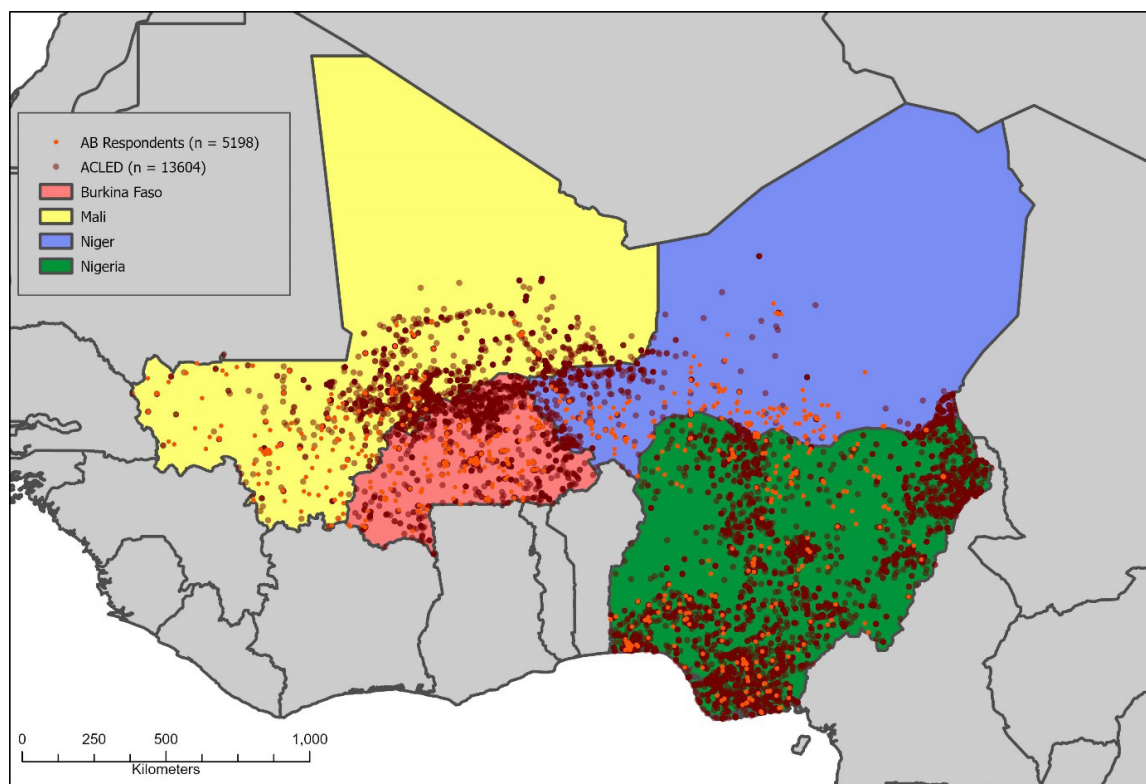 AB Respondents (n = 5198)
ACLED (n = 13604)
Burkina Faso
Mali
Niger
Nigeria
0 250 500 1,000
Kilometers